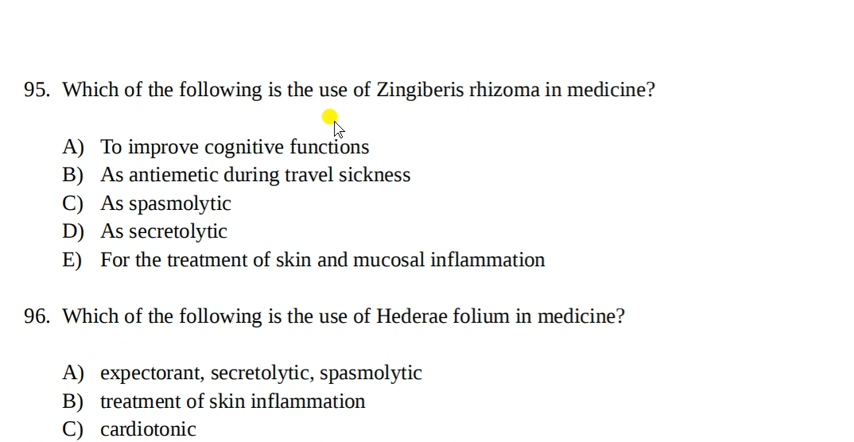 95. Which of the following is the use of Zingiberis rhizoma in medicine?
A) To improve cognitive functions
B) As antiemetic during travel sickness
C) As spasmolytic
D) As secretolytic
E) For the treatment of skin and mucosal inflammation
96. Which of the following is the use of Hederae folium in medicine?
A) expectorant, secretolytic, spasmolytic
B) treatment of skin inflammation
C) cardiotonic